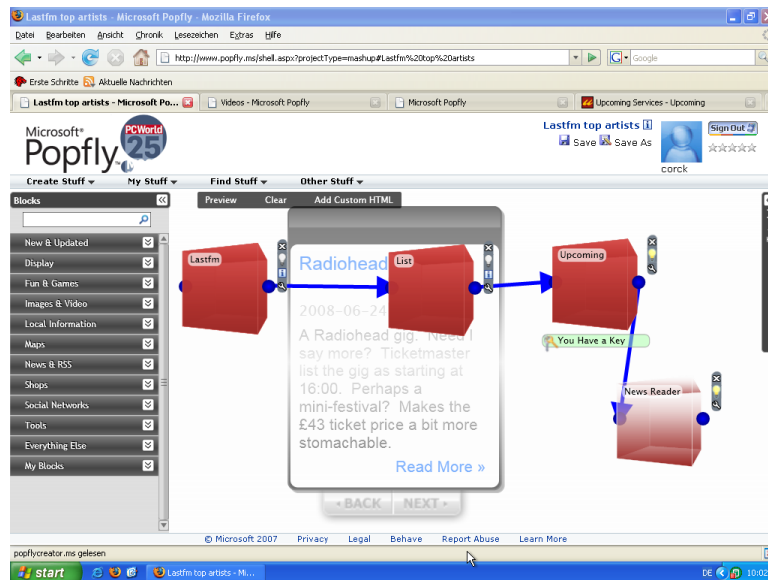 Lastfm top artists - Microsoft Popfly - Mozilla Firefox
Datei Bearbeiten Ansicht Chronik Lesezeichen Extras Hilfe
http://www.popfly.ms/shell.aspx?projectType=mashup#Lastfm%20top%20artists
G Google
Erste Schritte Aktuelle Nachrichten
Lastfm top artists - Microsoft Po... Videos - Microsoft Popfly Microsoft Popfly Upcoming Services - Upcoming
Microsoft®
Popfly™
PCWorld
25
Lastfm top artists
Save Save As
Sign Out
corck
Create Stuff My Stuff Find Stuff Other Stuff
Blocks
Preview Clear Add Custom HTML
New & Updated
Display
Fun & Games
Images & Video
Local Information
Maps
News & RSS
Shops
Social Networks
Tools
Everything Else
My Blocks
Lastfm
List
Upcoming
You Have a Key
News Reader
Radiohead
2008-06-24
A Radiohead gig. Need I
say more? Ticketmaster
list the gig as starting at
16:00. Perhaps a
mini-festival? Makes the
£43 ticket price a bit more
stomachable.
Read More »
BACK NEXT
© Microsoft 2007 Privacy Legal Behave Report Abuse Learn More
popflycreator.ms gelesen
start
Lastfm top artists - Mi...
DE
10:02